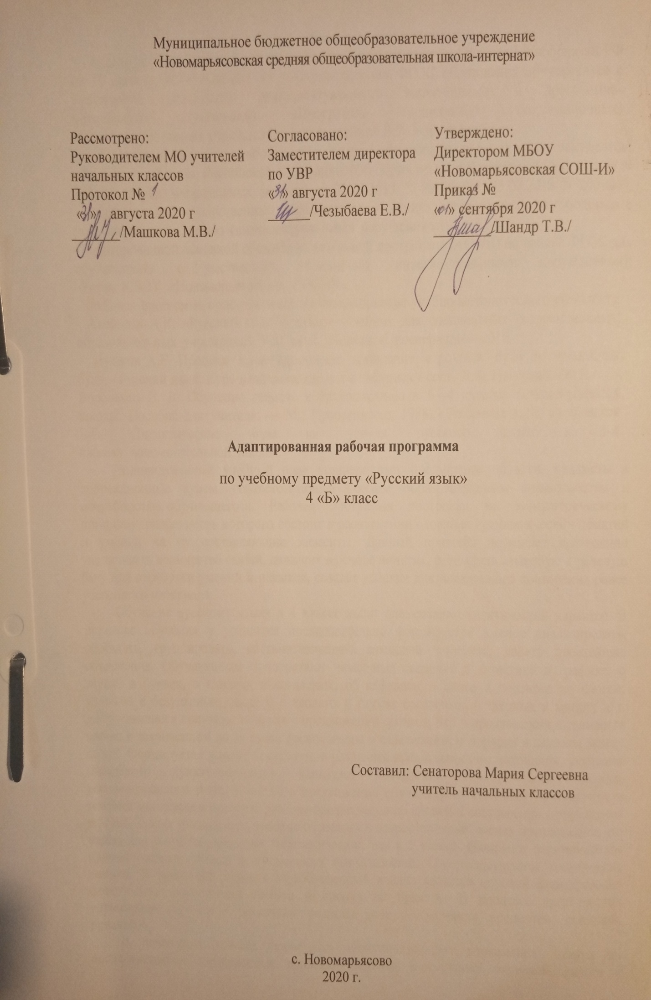 Муниципальное бюджетное общеобразовательное учреждение
«Новомарьясовская средняя общеобразовательная школа-интернат»
Рассмотрено:
Руководителем МО учителей
начальных классов
Протокол № 1
«31» августа 2020 г
/Машкова М.В./
Согласовано:
Заместителем директора
по УВР
«31» августа 2020 г
/Чезыбаева Е.В./
Утверждено:
Директором МБОУ
«Новомарьясовская СОШ-И»
Приказ №
«01» сентября 2020 г
/Шандр Т.В./
Адаптированная рабочая программа
по учебному предмету «Русский язык»
4 «Б» класс
Составил: Сенаторова Мария Сергеевна
учитель начальных классов
с. Новомарьясово
2020 г.